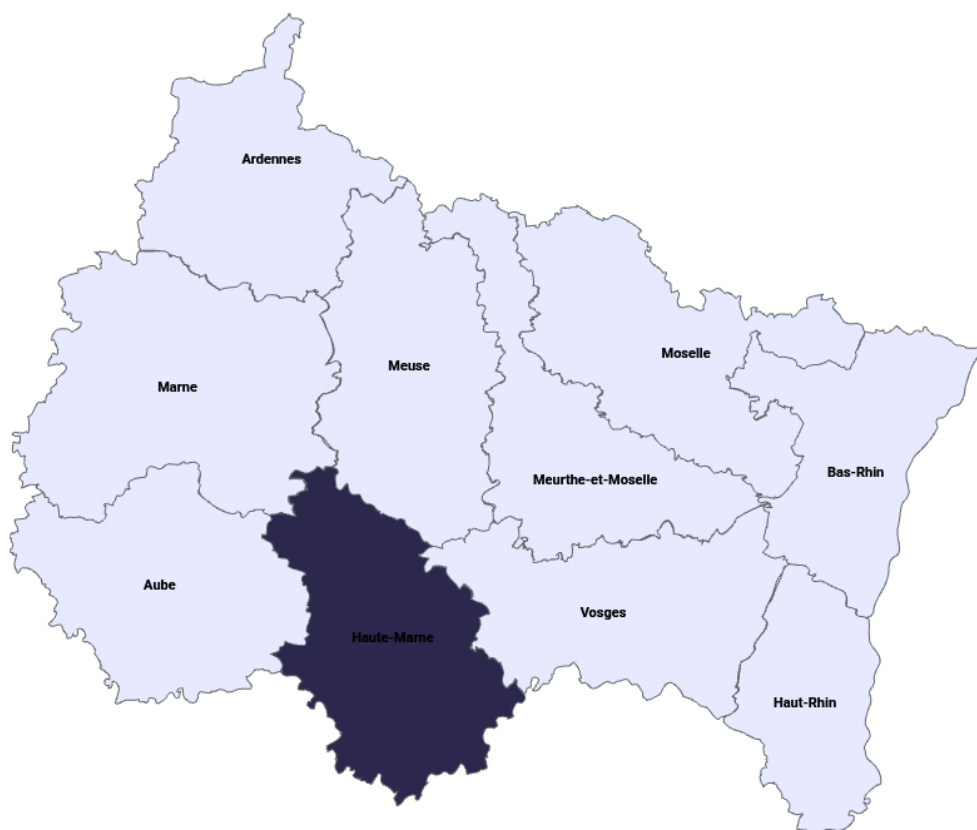 Ardennes
Moselle
Meuse
Marne
Bas-Rhin
Meurthe-et-Moselle
Aube
Vosges
Haute-Marne
Haut-Rhin